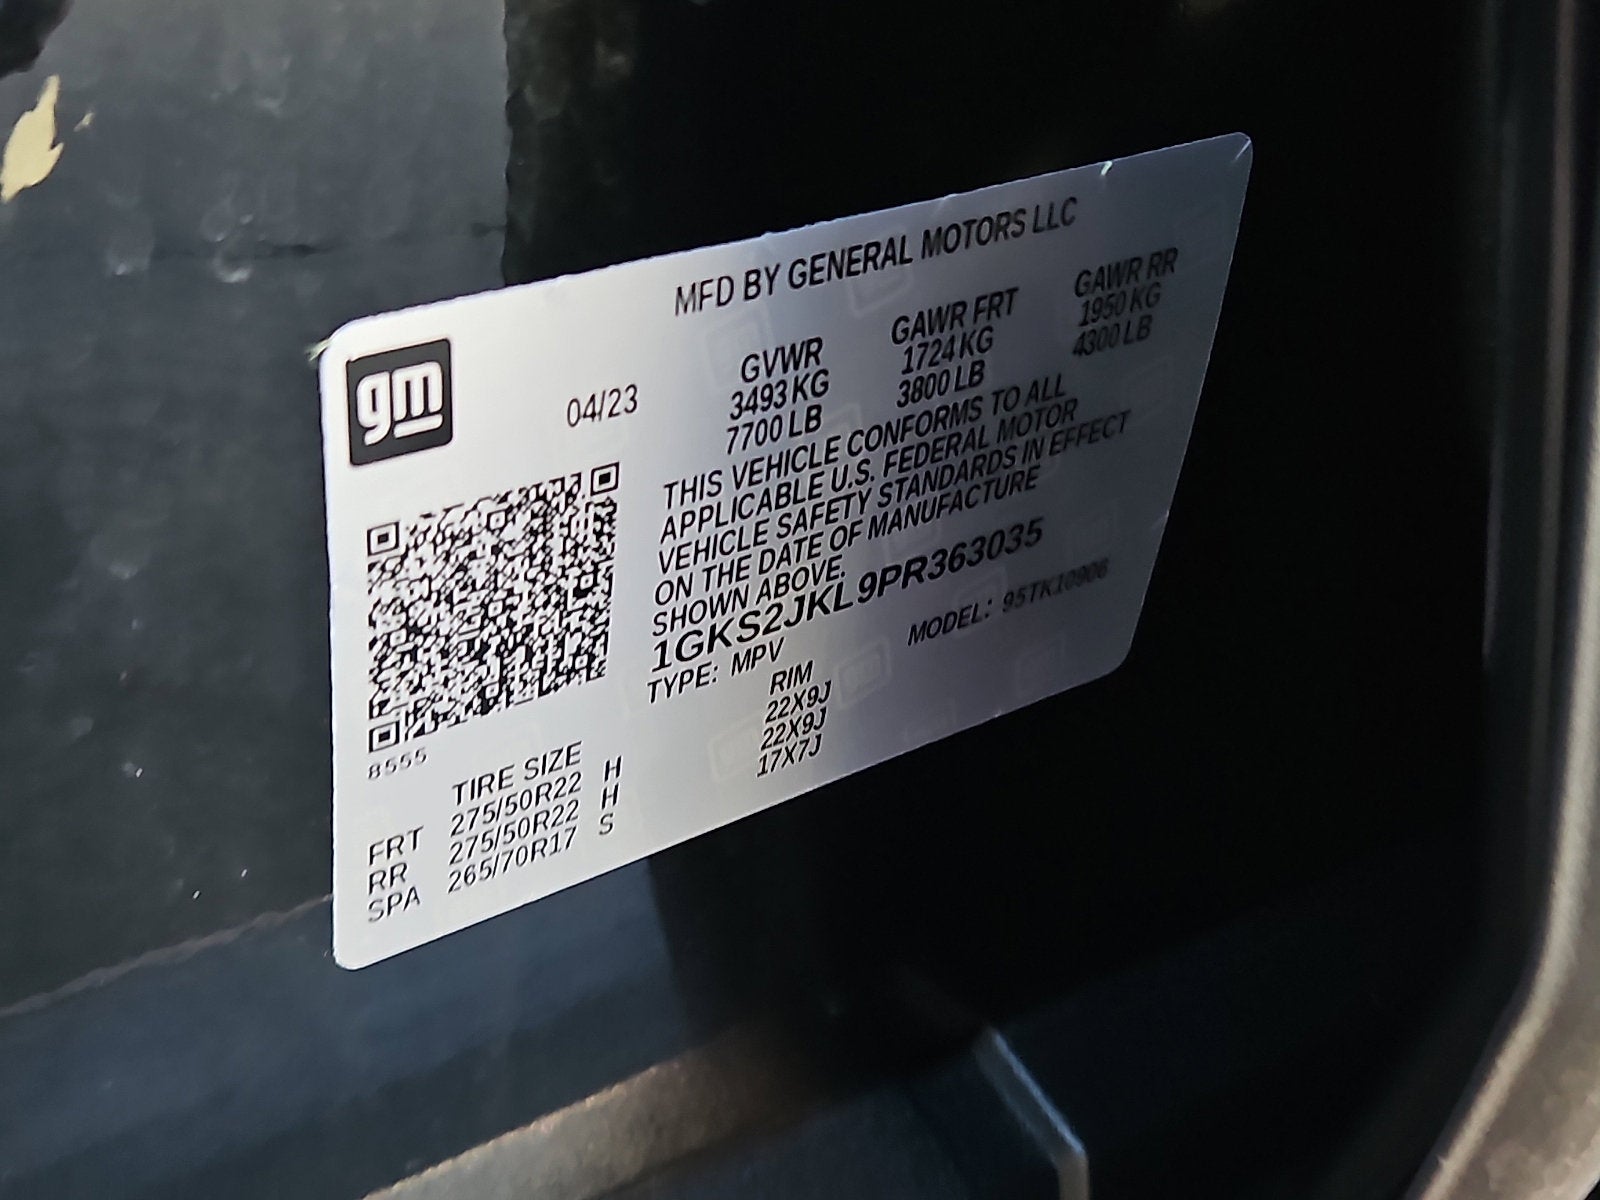 MFD BY GENERAL MOTORS LLC
gm
04/23
GVWR GAWR FRT GAWR RR
3493 KG 1724 KG 1950 KG
7700 LB 3800 LB 4300 LB
THIS VEHICLE CONFORMS TO ALL
APPLICABLE U.S. FEDERAL MOTOR
VEHICLE SAFETY STANDARDS IN EFFECT
ON THE DATE OF MANUFACTURE
SHOWN ABOVE.
1GKS2JKL9PR363035
TYPE: MPV MODEL: 95TK10906
8555
TIRE SIZE RIM
FRT 275/50R22 H 22X9J
RR 275/50R22 H 22X9J
SPA 265/70R17 S 17X7J